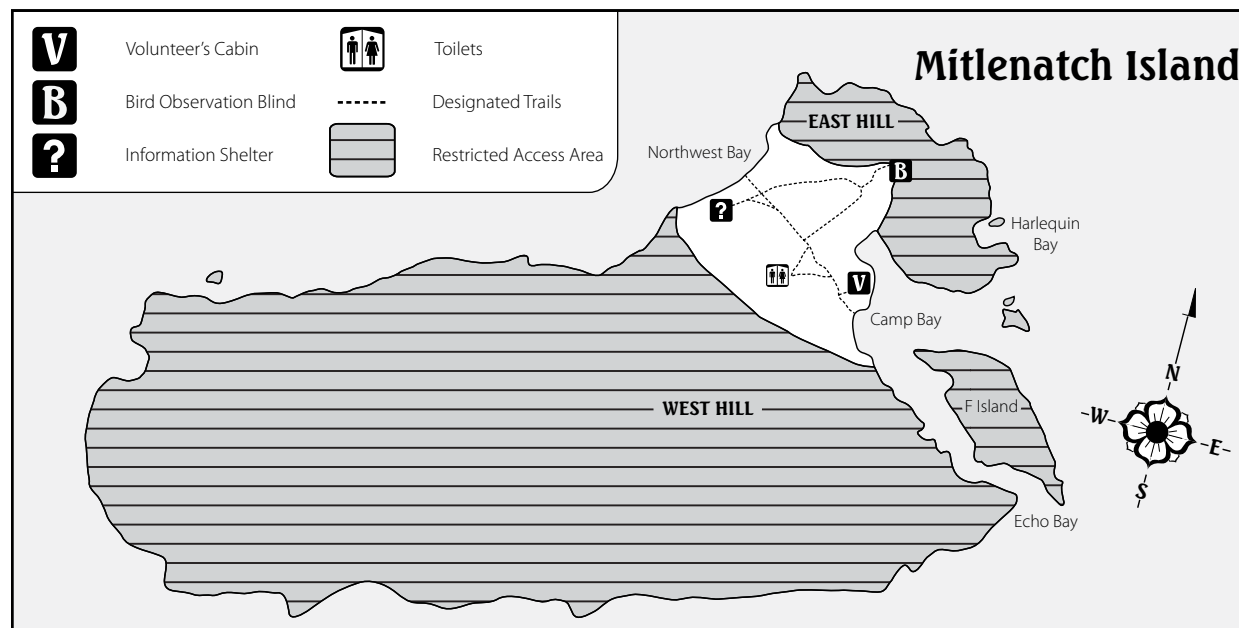 V Volunteer's Cabin
Toilets
Mitlenatch Island
B Bird Observation Blind
Designated Trails
? Information Shelter
Restricted Access Area
EAST HILL
Northwest Bay
B
?
Harlequin
Bay
V
Camp Bay
WEST HILL
F Island
N
W
E
S
Echo Bay